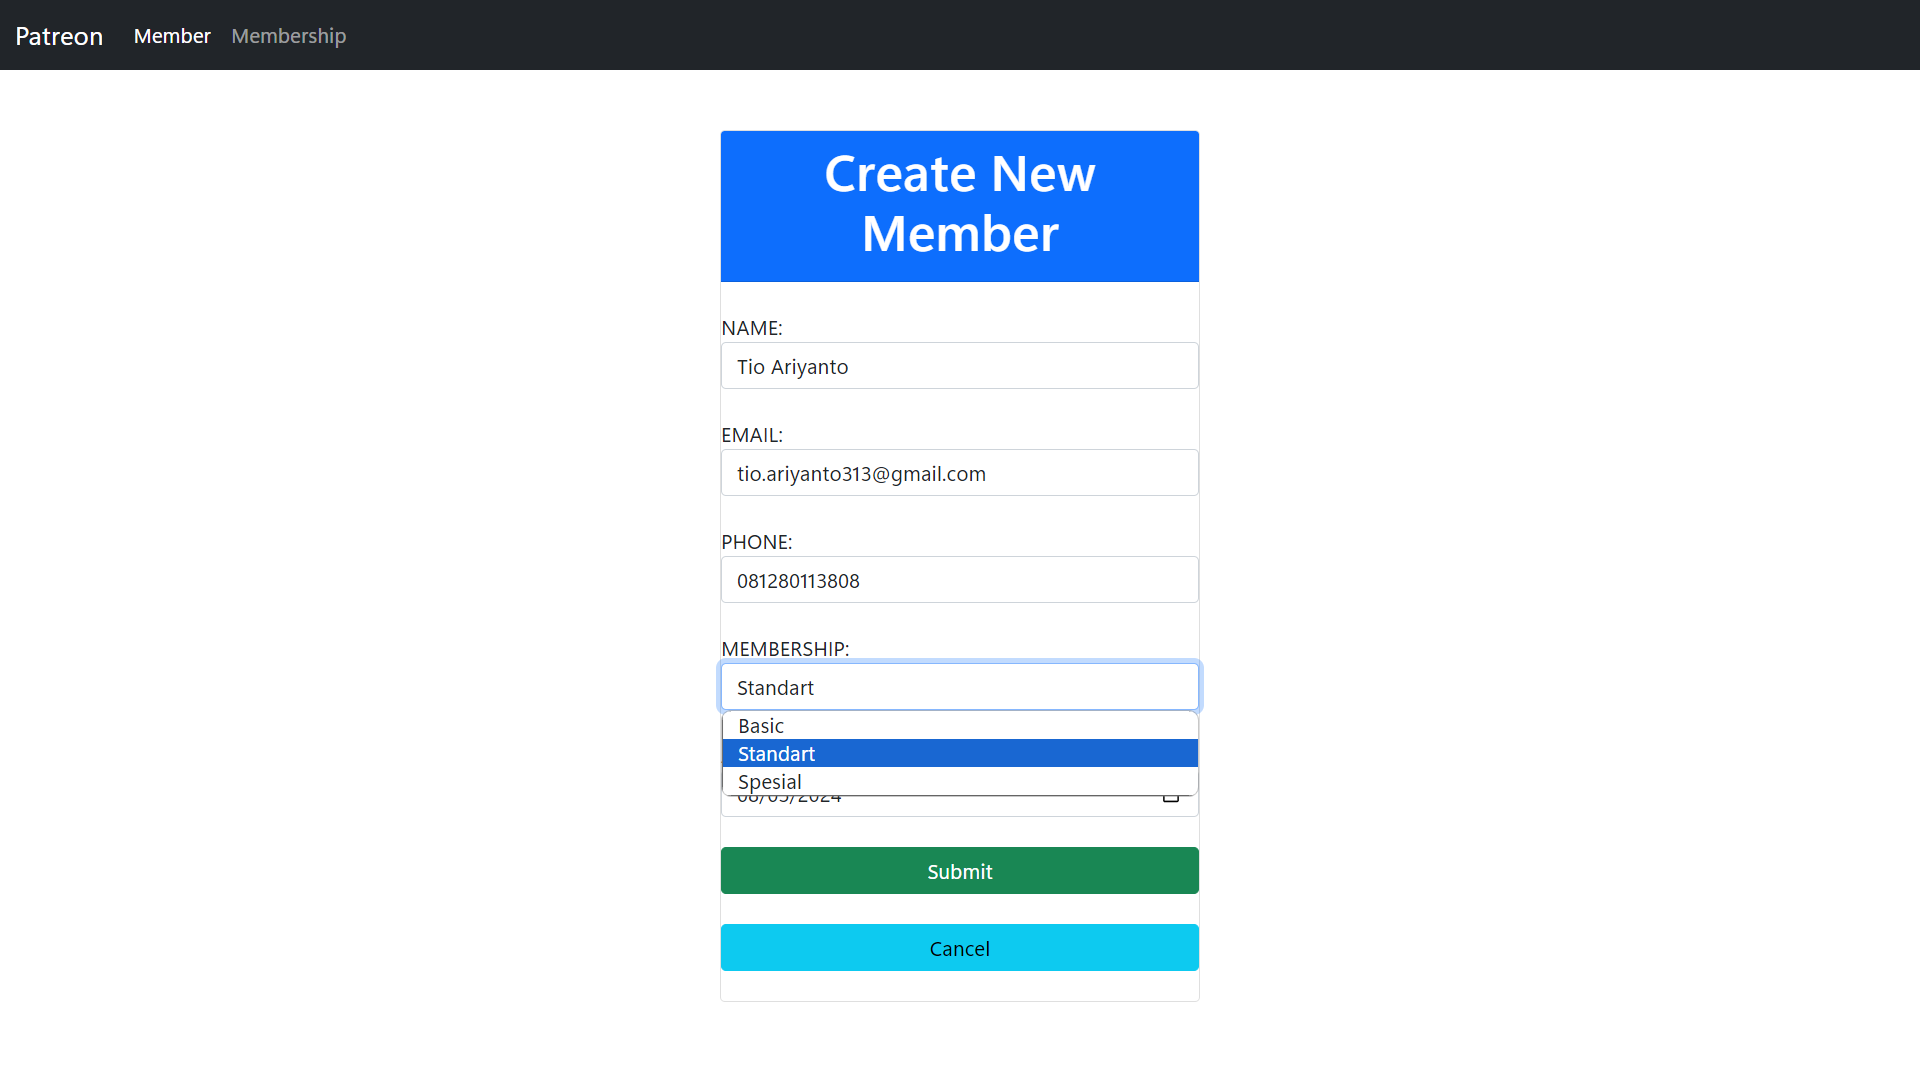 Patreon Member Membership
Create New
Member
NAME:
Tio Ariyanto
EMAIL:
tio.ariyanto313@gmail.com
PHONE:
081280113808
MEMBERSHIP:
Standart
Basic
Standart
Spesial
Submit
Cancel